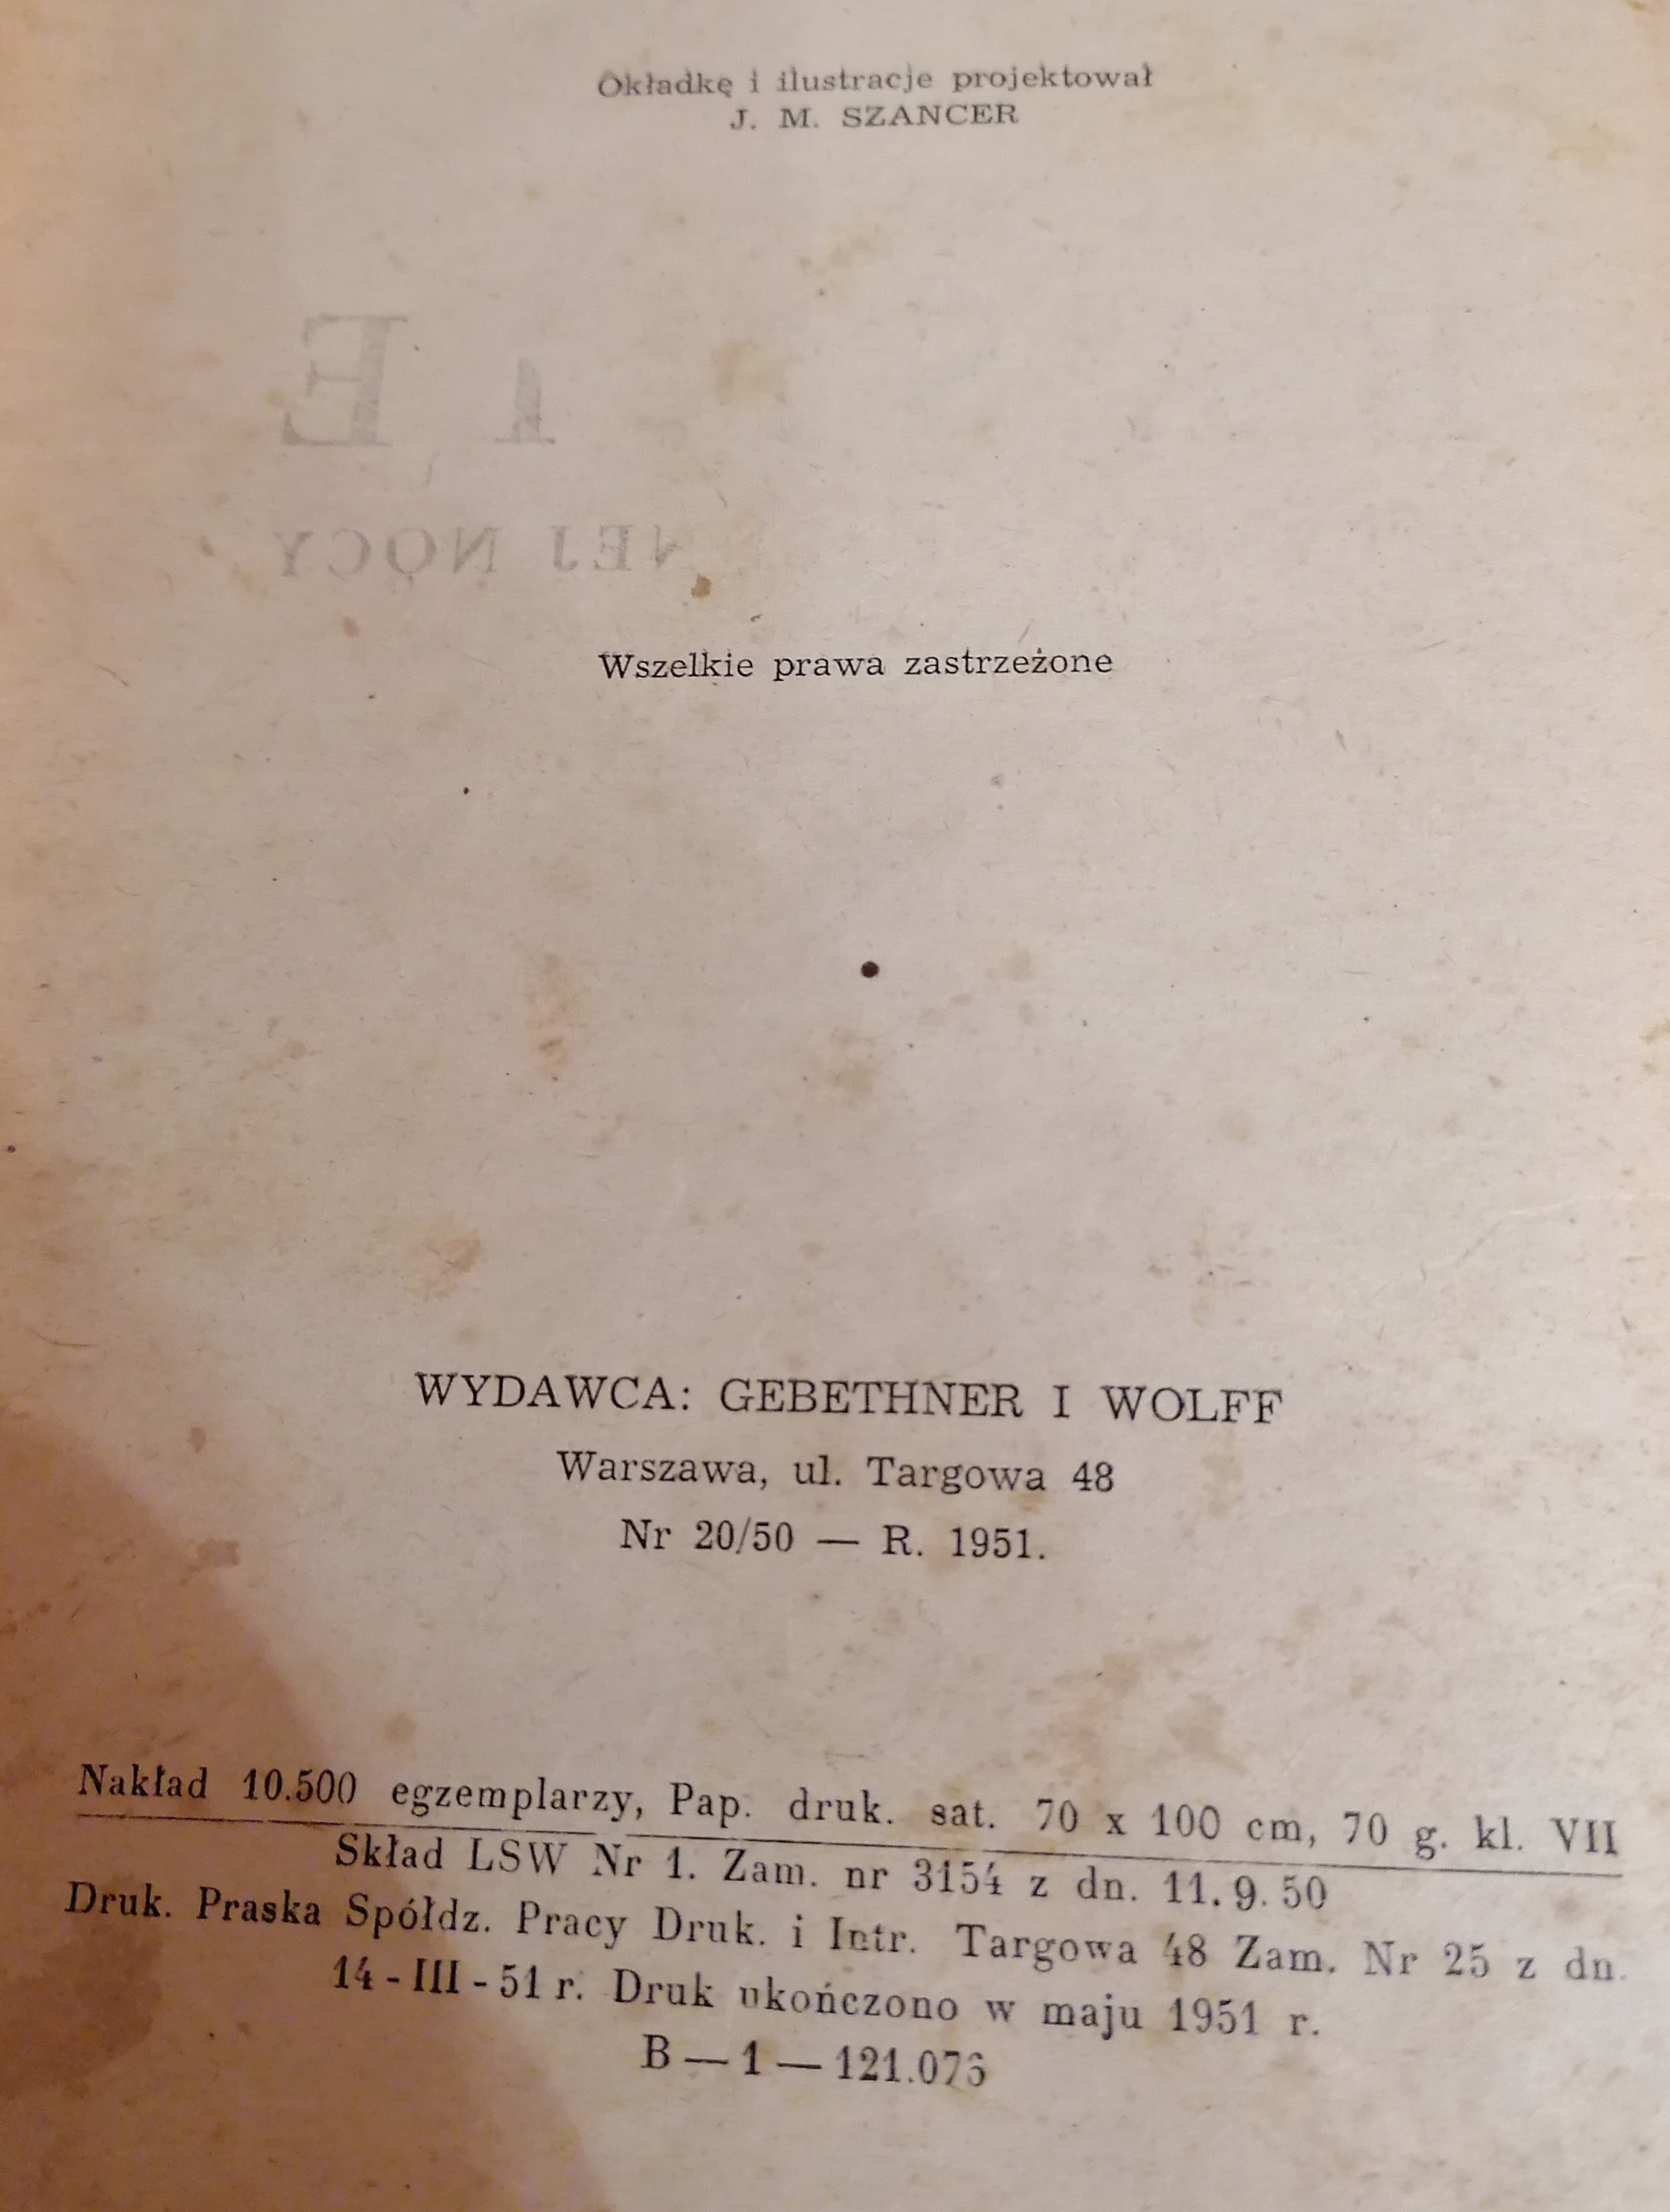 Okładkę i ilustracje projektował
J. M. SZANCER
NEJ NOCY
Wszelkie prawa zastrzeżone
WYDAWCA: GEBETHNER I WOLFF
Warszawa, ul. Targowa 48
Nr 20/50 — R. 1951.
Nakład 10.500 egzemplarzy, Pap. druk. sat. 70 x 100 cm, 70 g. kl. VII
Skład LSW Nr 1. Zam. nr 3154 z dn. 11.9.50
Druk. Praska Spółdz. Pracy Druk. i Intr. Targowa 48 Zam. Nr 25 z dn.
14-III-51 r. Druk ukończono w maju 1951 r.
B — 1 — 121.076